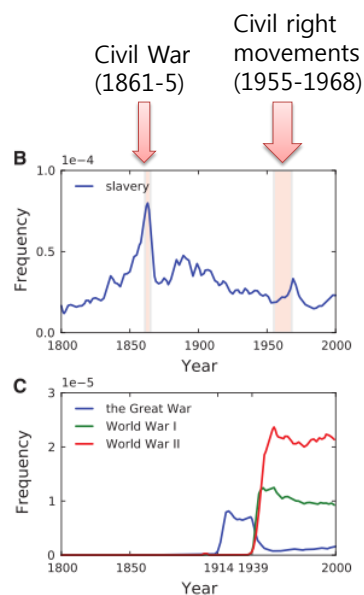 Civil War
(1861-5)
Civil right
movements
(1955-1968)
B
1e-4
1.0
slavery
Frequency
0.5
0.0
1800
1850
1900
1950
2000
Year
C
1e-5
3
the Great War
World War I
World War II
Frequency
2
1
0
1800
1850
1914
1939
2000
Year